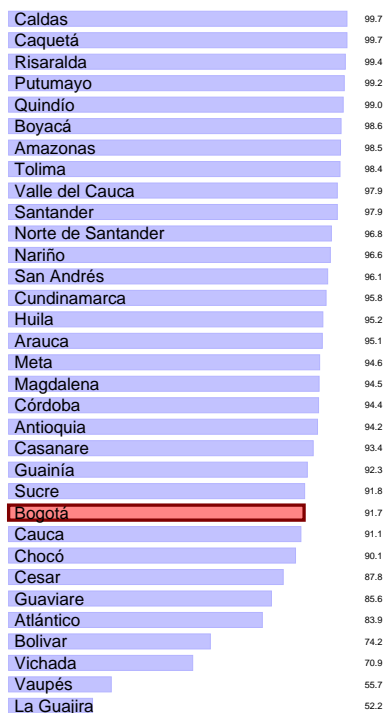 Caldas 99.7
Caquetá 99.7
Risaralda 99.4
Putumayo 99.2
Quindío 99.0
Boyacá 98.6
Amazonas 98.5
Tolima 98.4
Valle del Cauca 97.9
Santander 97.9
Norte de Santander 96.8
Nariño 96.6
San Andrés 96.1
Cundinamarca 95.8
Huila 95.2
Arauca 95.1
Meta 94.6
Magdalena 94.5
Córdoba 94.4
Antioquia 94.2
Casanare 93.4
Guainía 92.3
Sucre 91.8
Bogotá 91.7
Cauca 91.1
Chocó 90.1
Cesar 87.8
Guaviare 85.6
Atlántico 83.9
Bolivar 74.2
Vichada 70.9
Vaupés 55.7
La Guajira 52.2